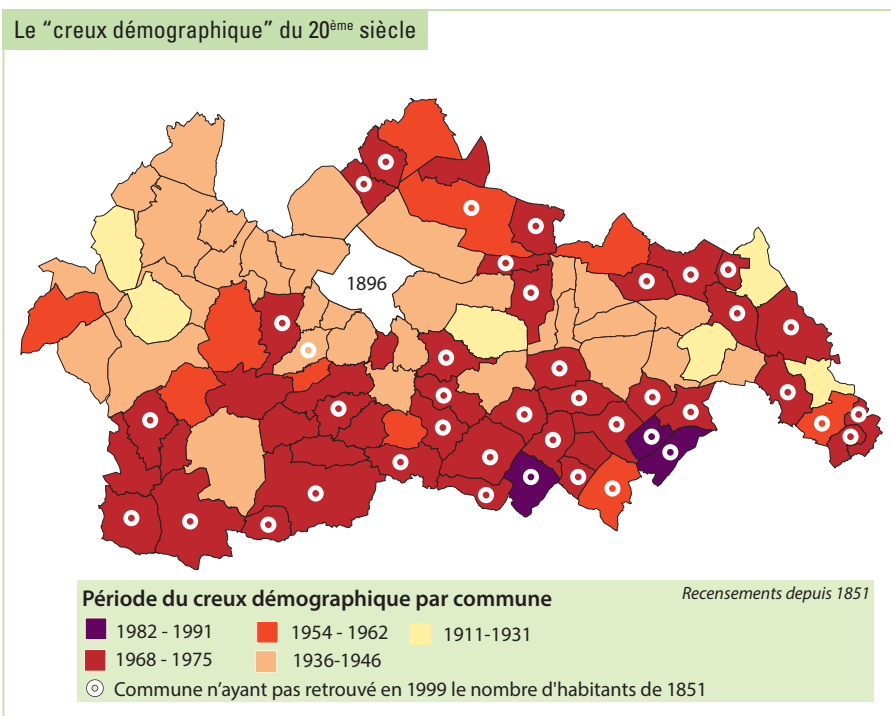 Le “creux démographique” du 20ème siècle
1896
Période du creux démographique par commune
Recensements depuis 1851
1982 - 1991
1954 - 1962
1911-1931
1968 - 1975
1936-1946
Commune n'ayant pas retrouvé en 1999 le nombre d'habitants de 1851